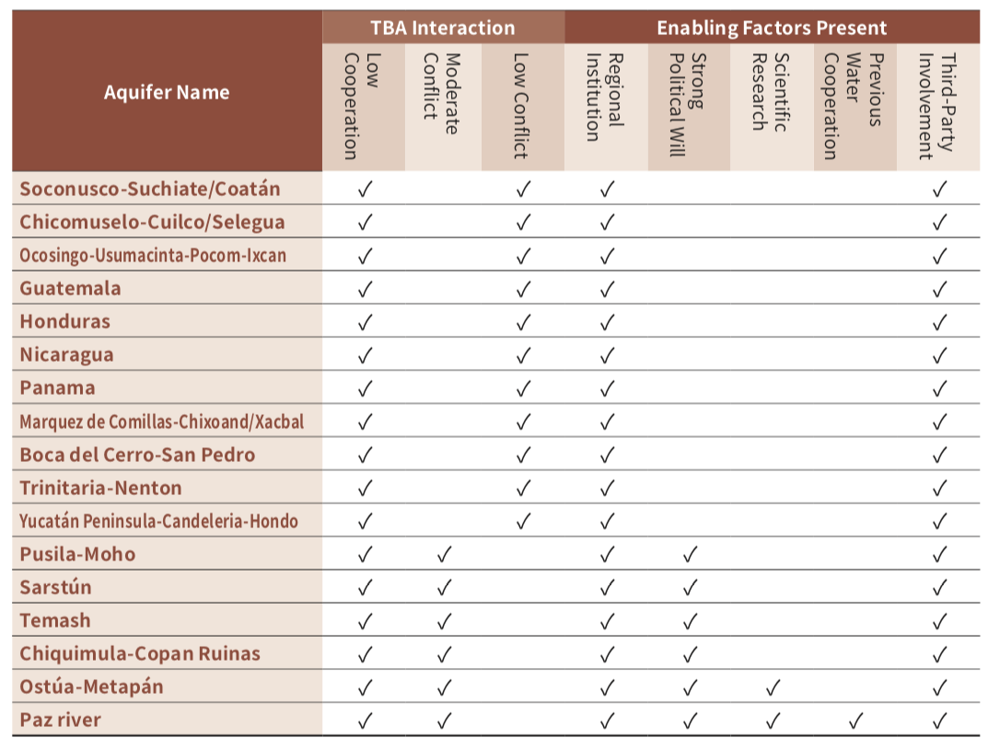 TBA Interaction Enabling Factors Present
Aquifer Name
Low
Cooperation
Moderate
Conflict
Low Conflict
Regional
Institution
Strong
Political Will
Scientific
Research
Previous
Water
Cooperation
Third-Party
Involvement
Soconusco-Suchiate/Coatán ✓ ✓ ✓ ✓
Chicomuselo-Cuilco/Selegua ✓ ✓ ✓ ✓
Ocosingo-Usumacinta-Pocom-Ixcan ✓ ✓ ✓ ✓
Guatemala ✓ ✓ ✓ ✓
Honduras ✓ ✓ ✓ ✓
Nicaragua ✓ ✓ ✓ ✓
Panama ✓ ✓ ✓ ✓
Marquez de Comillas-Chixoand/Xacbal ✓ ✓ ✓ ✓
Boca del Cerro-San Pedro ✓ ✓ ✓ ✓
Trinitaria-Nenton ✓ ✓ ✓ ✓
Yucatán Peninsula-Candeleria-Hondo ✓ ✓ ✓ ✓
Pusila-Moho ✓ ✓ ✓ ✓ ✓
Sarstún ✓ ✓ ✓ ✓ ✓
Temash ✓ ✓ ✓ ✓ ✓
Chiquimula-Copan Ruinas ✓ ✓ ✓ ✓ ✓
Ostúa-Metapán ✓ ✓ ✓ ✓ ✓ ✓
Paz river ✓ ✓ ✓ ✓ ✓ ✓ ✓